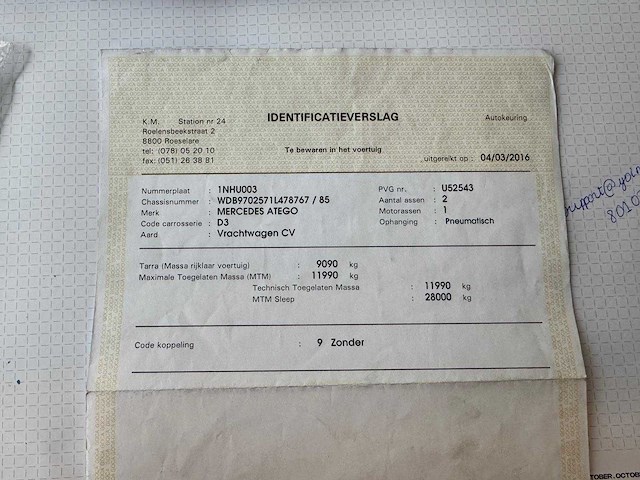 IDENTIFICATIEVERSLAG
K.M. Station nr 24
Autokeuring
Roelensbeekstraat 2
8800 Roeselare
tel: (078) 05 20 10
Te bewaren in het voertuig
fax: (051) 26 38 81
uitgereikt op : 04/03/2016
Nummerplaat : 1NHU003
PVG nr. : U52543
Chassisnummer : WDB9702571L478767 / 85
Aantal assen : 2
Merk : MERCEDES ATEGO
Motorassen : 1
Code carrosserie : D3
Ophanging : Pneumatisch
Aard : Vrachtwagen CV
Tarra (Massa rijklaar voertuig) : 9090 kg
Maximale Toegelaten Massa (MTM) : 11990 kg
Technisch Toegelaten Massa : 11990 kg
MTM Sleep : 28000 kg
Code koppeling : 9 Zonder
8010